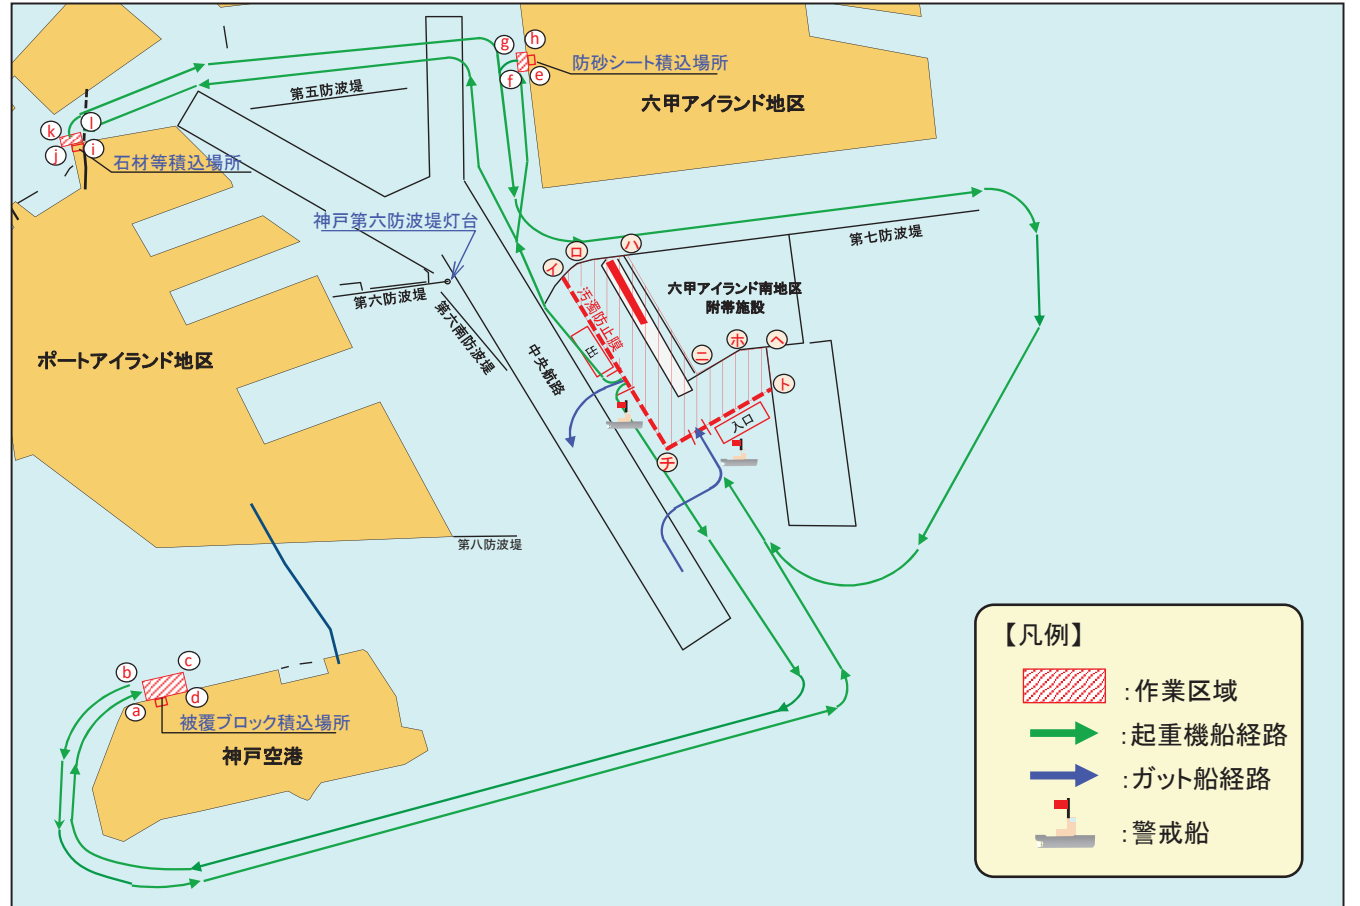 g
h
防砂シート積込場所
f
e
第五防波堤
六甲アイランド地区
k
l
j
i
石材等積込場所
神戸第六防波堤灯台
第七防波堤
ロ
ハ
イ
六甲アイランド南地区
附帯施設
汚濁防止膜
第六防波堤
第六南防波堤
出
ポートアイランド地区
中央航路
ニ
ホ
ヘ
ト
入口
チ
第八防波堤
b
c
a
d
被覆ブロック積込場所
神戸空港
【凡例】
:作業区域
:起重機船経路
:ガット船経路
:警戒船